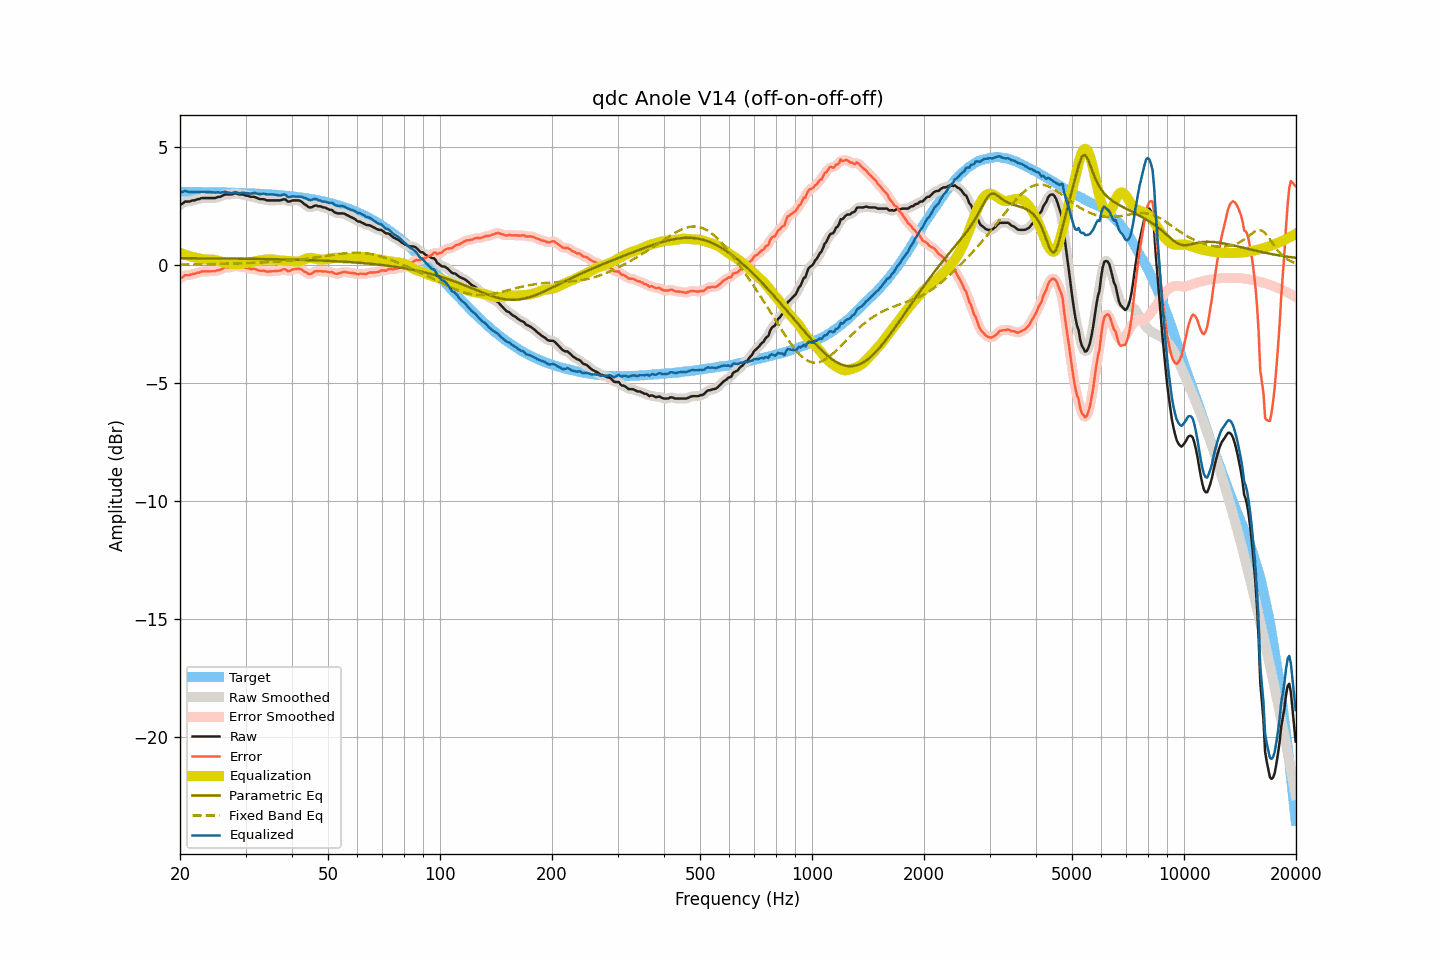 qdc Anole V14 (off-on-off-off)
Amplitude (dBr)
5
0
−5
−10
−15
−20
Target
Raw Smoothed
Error Smoothed
Raw
Error
Equalization
Parametric Eq
Fixed Band Eq
Equalized
20 50 100 200 500 1000 2000 5000 10000 20000
Frequency (Hz)